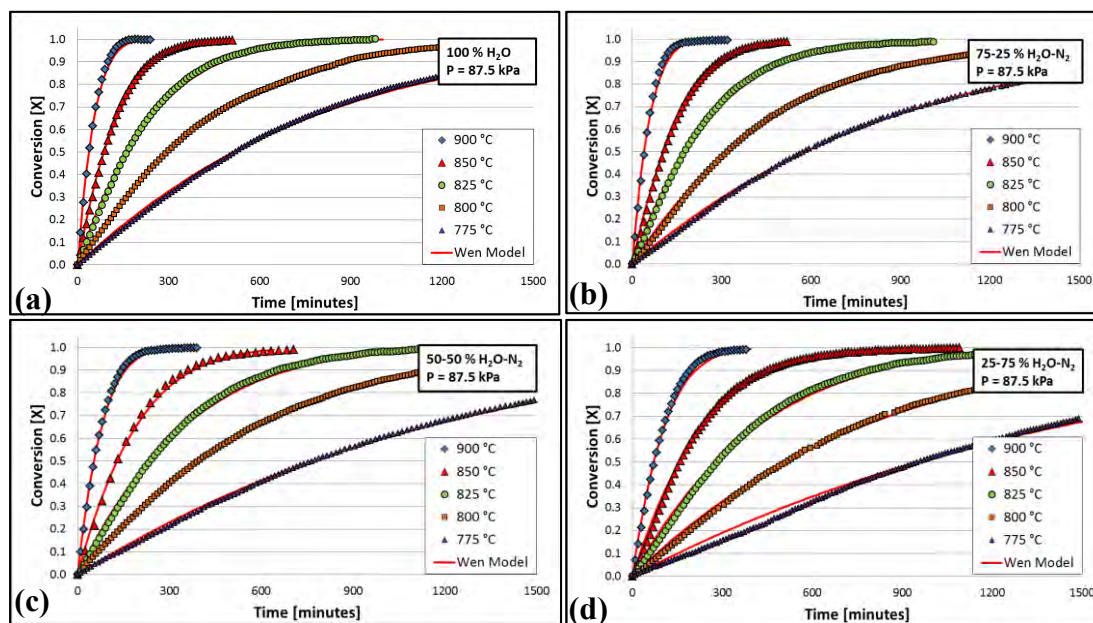 100 % H₂O
P = 87.5 kPa
Conversion [X]
1.0
0.9
0.8
0.7
0.6
0.5
0.4
0.3
0.2
0.1
0.0
900 °C
850 °C
825 °C
800 °C
775 °C
Wen Model
0 300 600 900 1200 1500
Time [minutes]
(a)
75-25 % H₂O-N₂
P = 87.5 kPa
Conversion [X]
1.0
0.9
0.8
0.7
0.6
0.5
0.4
0.3
0.2
0.1
0.0
900 °C
850 °C
825 °C
800 °C
775 °C
Wen Model
0 300 600 900 1200 1500
Time [minutes]
(b)
50-50 % H₂O-N₂
P = 87.5 kPa
Conversion [X]
1.0
0.9
0.8
0.7
0.6
0.5
0.4
0.3
0.2
0.1
0.0
900 °C
850 °C
825 °C
800 °C
775 °C
Wen Model
0 300 600 900 1200 1500
Time [minutes]
(c)
25-75 % H₂O-N₂
P = 87.5 kPa
Conversion [X]
1.0
0.9
0.8
0.7
0.6
0.5
0.4
0.3
0.2
0.1
0.0
900 °C
850 °C
825 °C
800 °C
775 °C
Wen Model
0 300 600 900 1200 1500
Time [minutes]
(d)